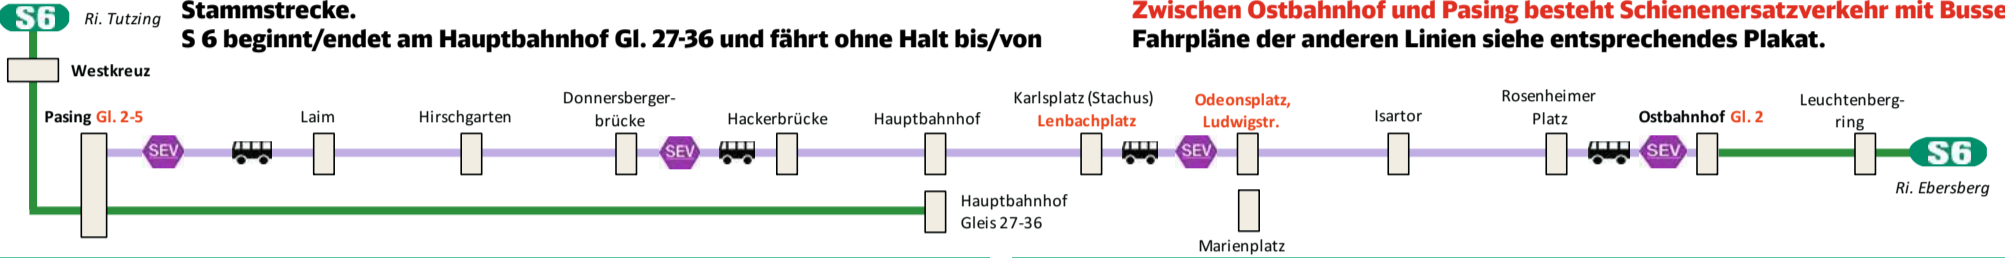 S6 Ri. Tutzing
Stammstrecke.
S 6 beginnt/endet am Hauptbahnhof Gl. 27-36 und fährt ohne Halt bis/von
Zwischen Ostbahnhof und Pasing besteht Schienenersatzverkehr mit Busse
Fahrpläne der anderen Linien siehe entsprechendes Plakat.
Westkreuz
Pasing Gl. 2-5
SEV
Laim
Hirschgarten
Donnersberger-
brücke
SEV
Hackerbrücke
Hauptbahnhof
Karlsplatz (Stachus)
Lenbachplatz
SEV
Odeonsplatz,
Ludwigstr.
Isartor
Rosenheimer
Platz
SEV
Ostbahnhof Gl. 2
Leuchtenberg-
ring
S6
Ri. Ebersberg
Hauptbahnhof
Gleis 27-36
Marienplatz